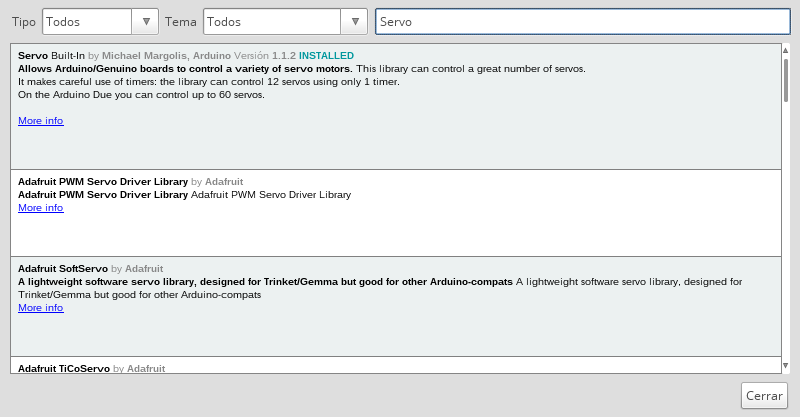 Tipo Todos Tema Todos Servo
Servo Built-In by Michael Margolis, Arduino Versión 1.1.2 INSTALLED
Allows Arduino/Genuino boards to control a variety of servo motors. This library can control a great number of servos.
It makes careful use of timers: the library can control 12 servos using only 1 timer.
On the Arduino Due you can control up to 60 servos.
More info
Adafruit PWM Servo Driver Library by Adafruit
Adafruit PWM Servo Driver Library Adafruit PWM Servo Driver Library
More info
Adafruit SoftServo by Adafruit
A lightweight software servo library, designed for Trinket/Gemma but good for other Arduino-compats A lightweight software servo library, designed for
Trinket/Gemma but good for other Arduino-compats
More info
Adafruit TiCoServo by Adafruit
Cerrar